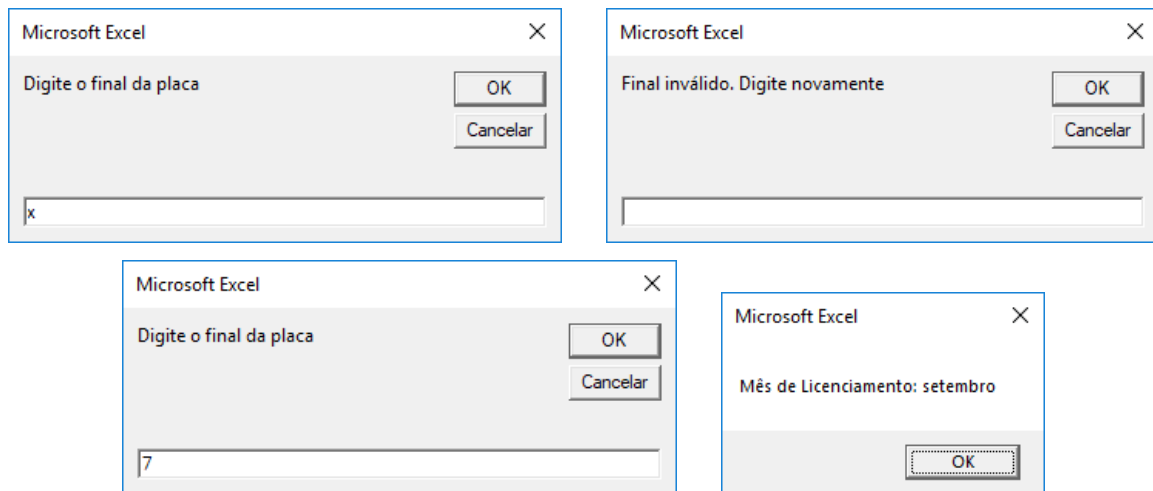 Microsoft Excel
Digite o final da placa
OK
Cancelar
x
Microsoft Excel
Final inválido. Digite novamente
OK
Cancelar
Microsoft Excel
Digite o final da placa
OK
Cancelar
7
Microsoft Excel
Mês de Licenciamento: setembro
OK